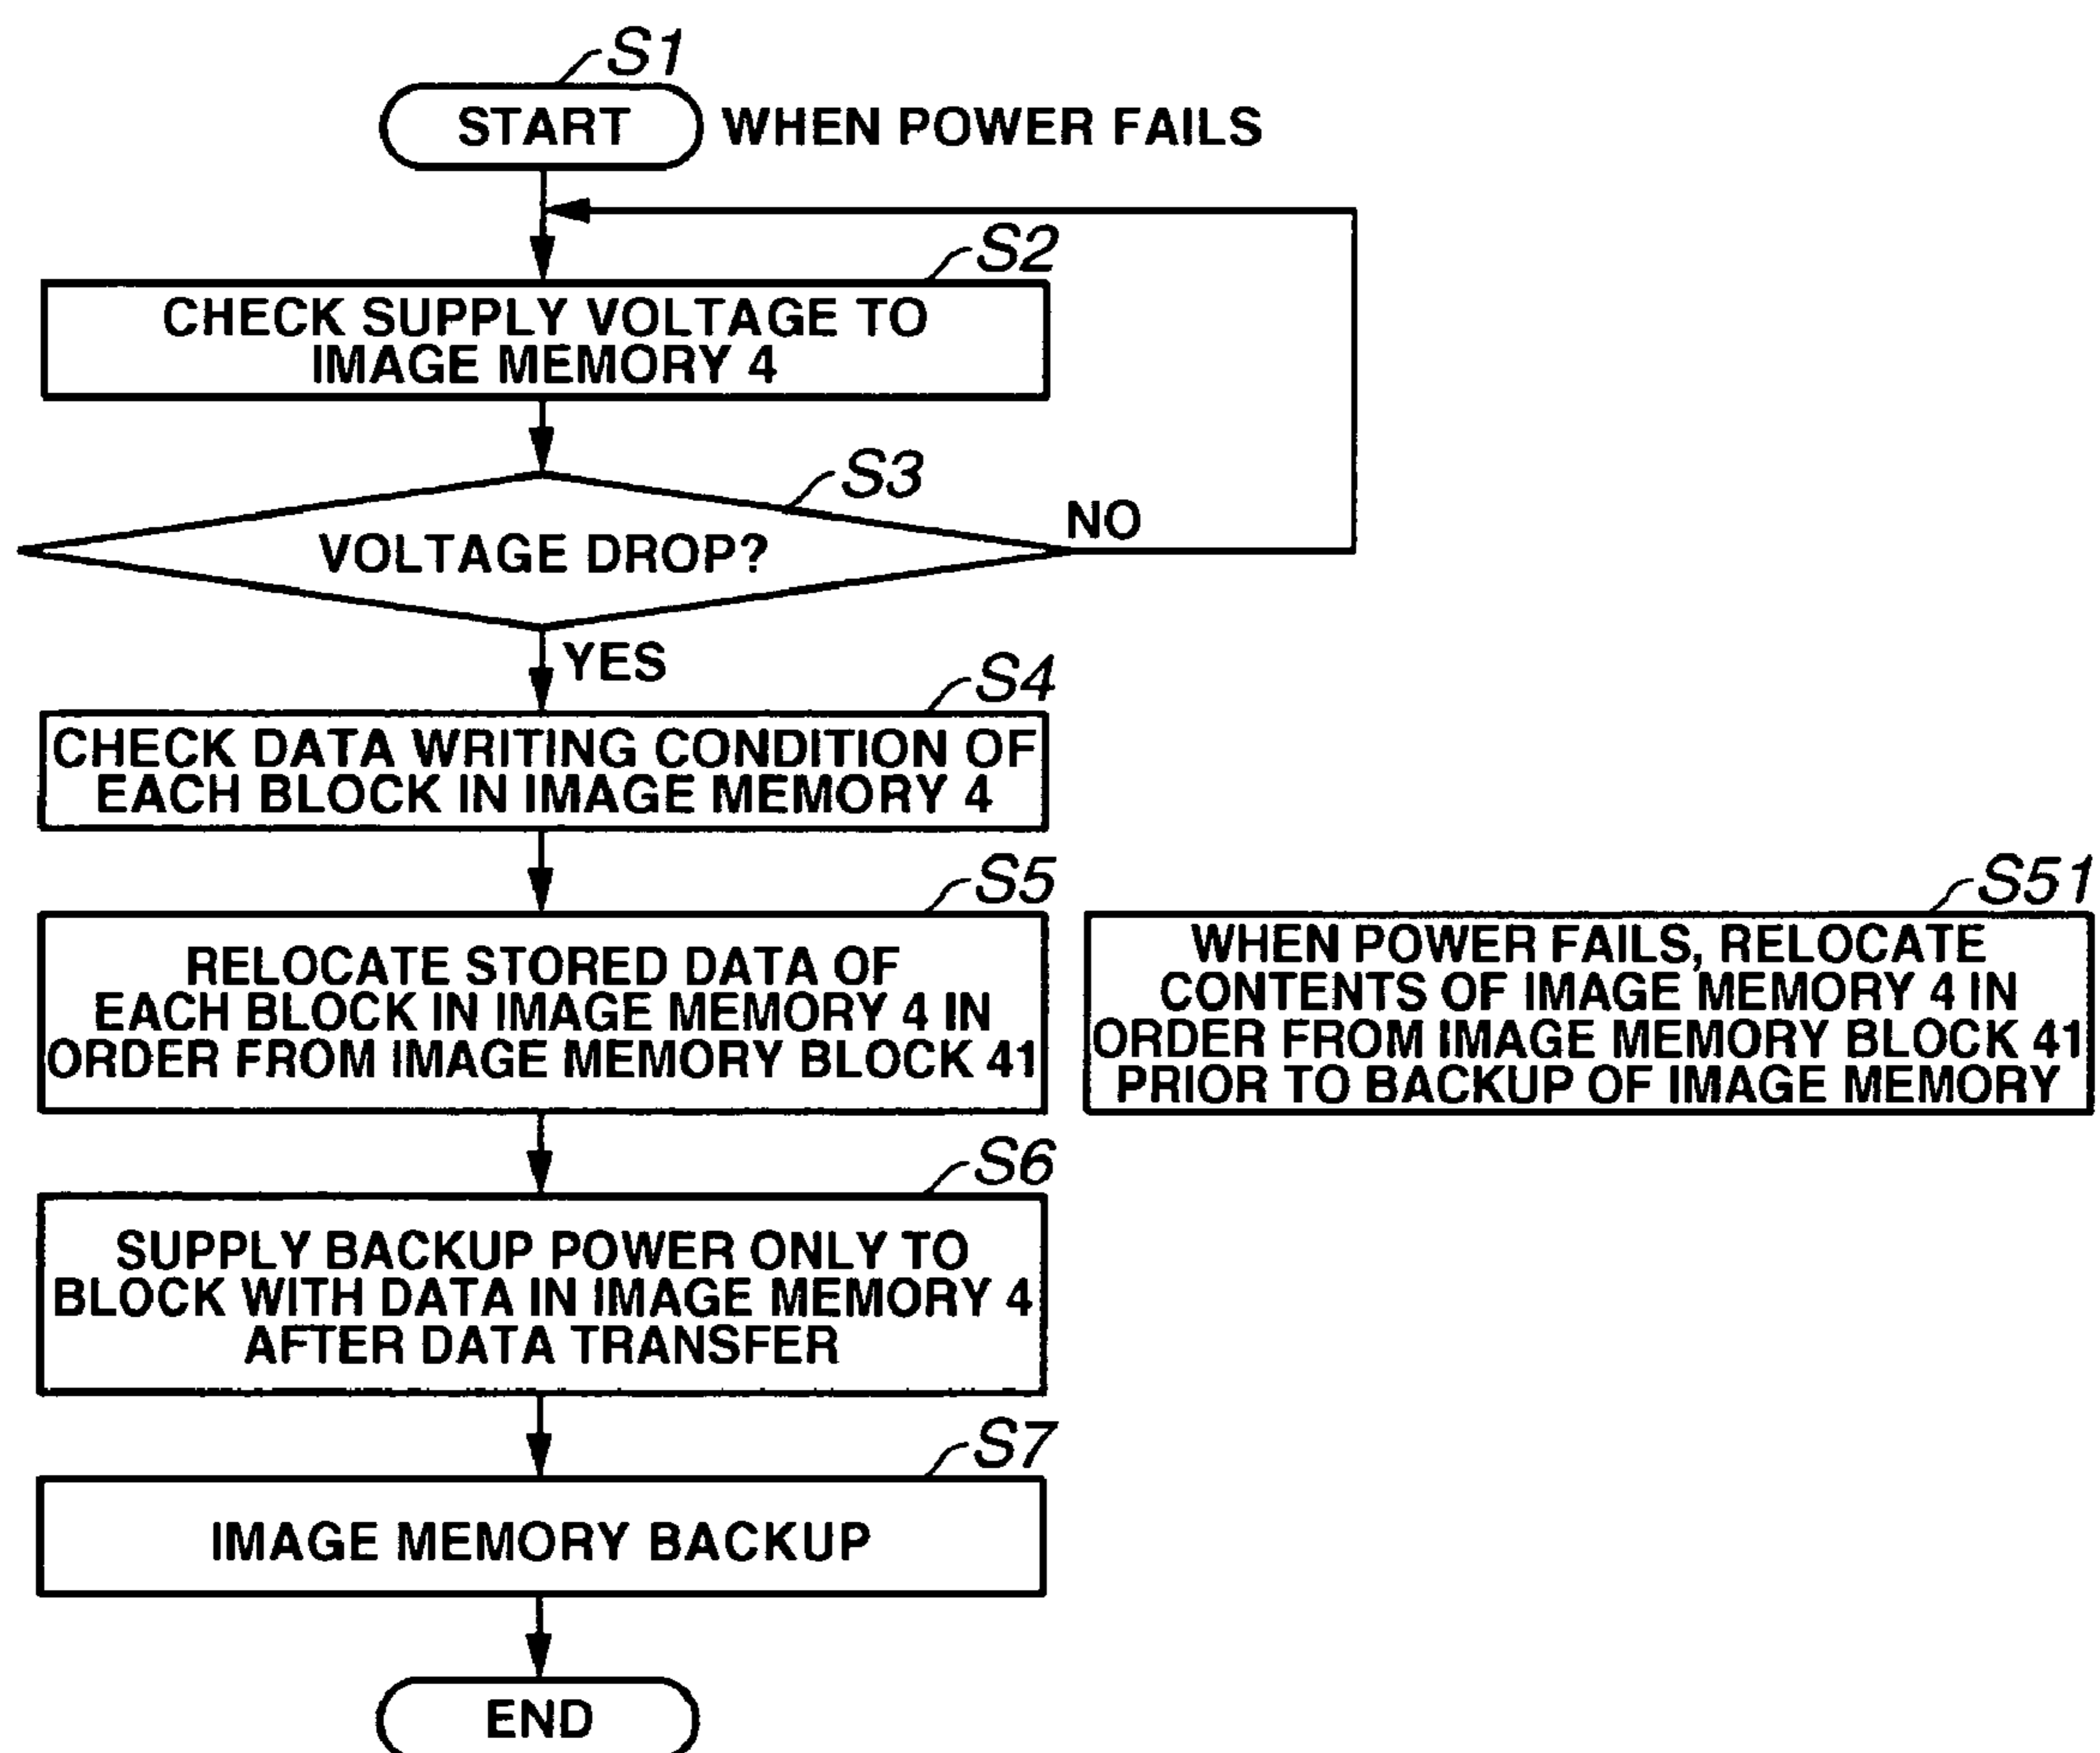 S1
START WHEN POWER FAILS
S2
CHECK SUPPLY VOLTAGE TO
IMAGE MEMORY 4
S3
VOLTAGE DROP?
NO
YES
S4
CHECK DATA WRITING CONDITION OF
EACH BLOCK IN IMAGE MEMORY 4
S5
RELOCATE STORED DATA OF
EACH BLOCK IN IMAGE MEMORY 4 IN
ORDER FROM IMAGE MEMORY BLOCK 41
S51
WHEN POWER FAILS, RELOCATE
CONTENTS OF IMAGE MEMORY 4 IN
ORDER FROM IMAGE MEMORY BLOCK 41
PRIOR TO BACKUP OF IMAGE MEMORY
S6
SUPPLY BACKUP POWER ONLY TO
BLOCK WITH DATA IN IMAGE MEMORY 4
AFTER DATA TRANSFER
S7
IMAGE MEMORY BACKUP
END